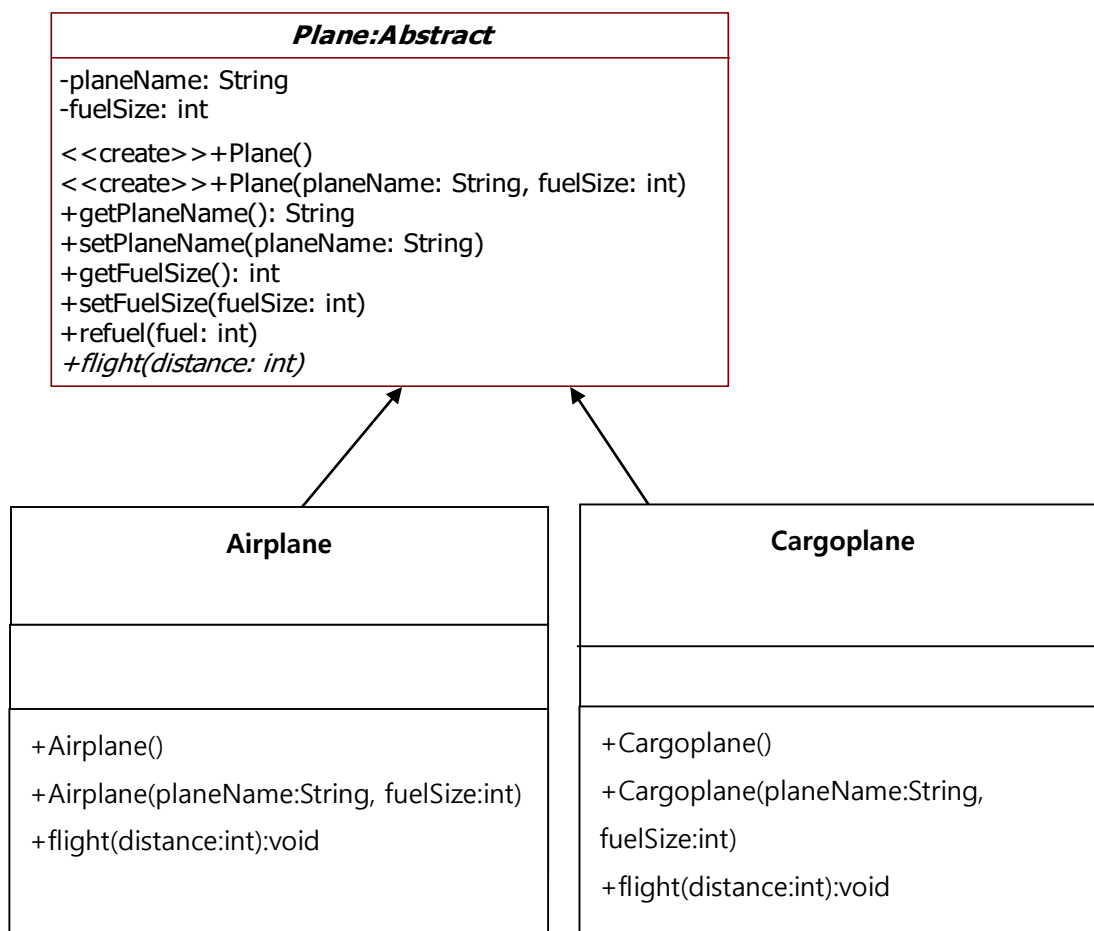 Plane:Abstract
-planeName: String
-fuelSize: int
<<create>>+Plane()
<<create>>+Plane(planeName: String, fuelSize: int)
+getPlaneName(): String
+setPlaneName(planeName: String)
+getFuelSize(): int
+setFuelSize(fuelSize: int)
+refuel(fuel: int)
+flight(distance: int)
Airplane
+Airplane()
+Airplane(planeName:String, fuelSize:int)
+flight(distance:int):void
Cargoplane
+Cargoplane()
+Cargoplane(planeName:String,
fuelSize:int)
+flight(distance:int):void